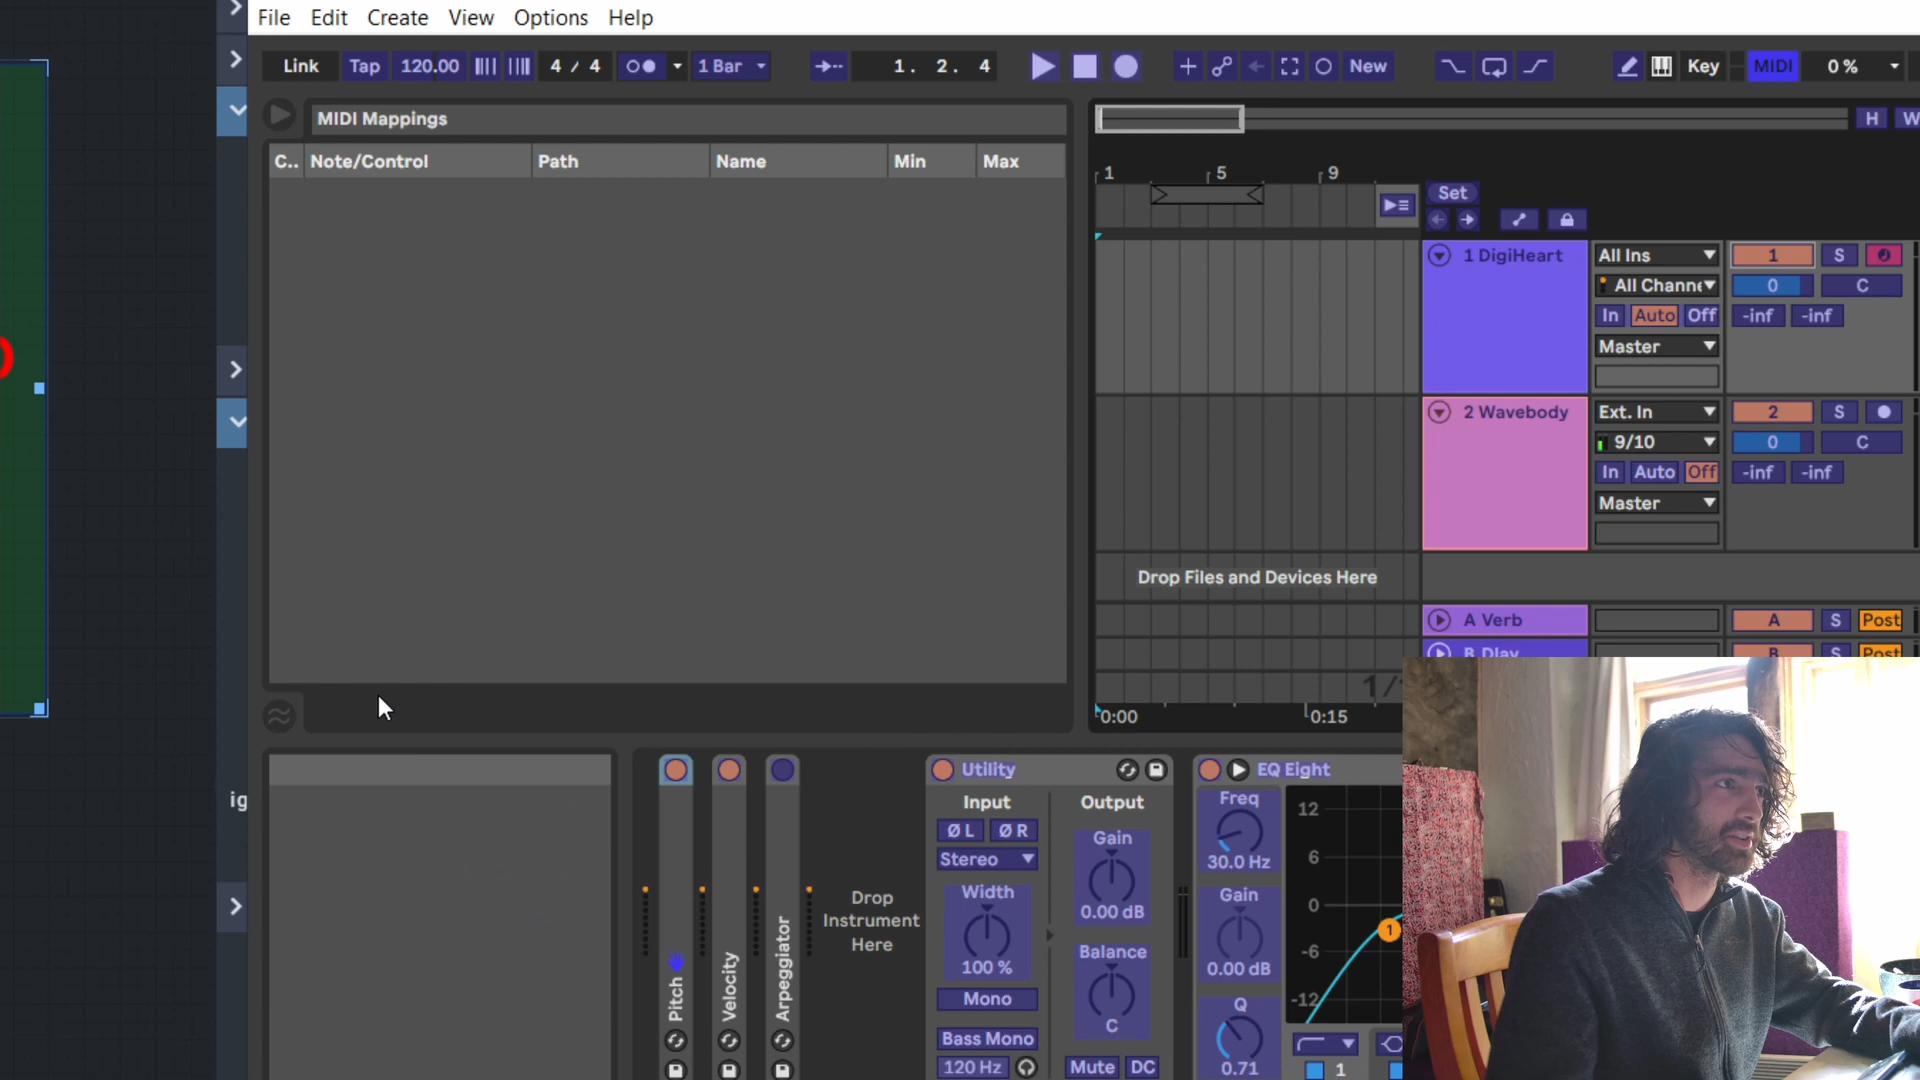 File Edit Create View Options Help
Link Tap 120.00 4 / 4 1 Bar 1. 2. 4 New Key MIDI 0 %
MIDI Mappings
H W
C.. Note/Control Path Name Min Max
1 5 9
Set
1 DigiHeart All Ins 1 S
All Channe 0 C
In Auto Off -inf -inf
Master
2 Wavebody Ext. In 2 S
9/10 0 C
In Auto Off -inf -inf
Master
Drop Files and Devices Here
A Verb A S Post
B Dlay B S Post
1/
0:00 0:15
ig
Pitch
Velocity
Arpeggiator
Drop
Instrument
Here
Utility
Input Output
Ø L Ø R
Stereo
Width
100 %
Mono
Bass Mono
120 Hz
Gain
0.00 dB
Balance
C
Mute DC
EQ Eight
Freq
30.0 Hz
Gain
0.00 dB
Q
0.71
12
6
0
-6
-12
1
1